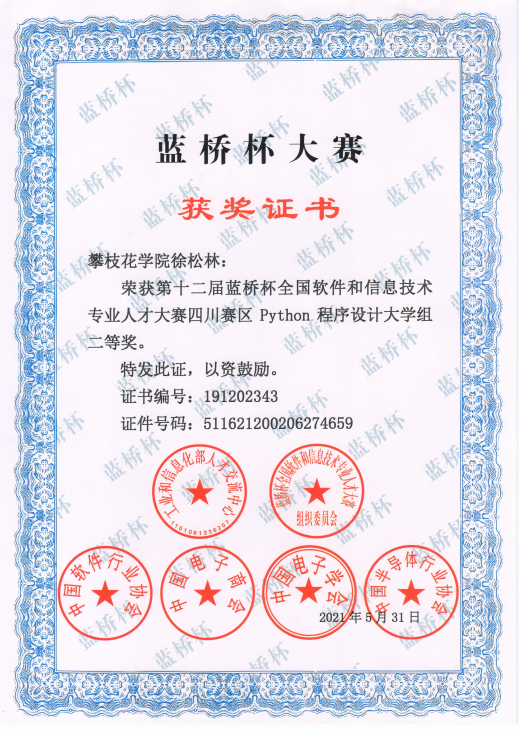 蓝桥杯大赛
获奖证书
攀枝花学院徐松林：
荣获第十二届蓝桥杯全国软件和信息技术
专业人才大赛四川赛区 Python 程序设计大学组
二等奖。
特发此证，以资鼓励。
证书编号：191202343
证件号码：511621200206274659
工业和信息化部人才交流中心
1101081339207
蓝桥杯全国软件和信息技术专业人才大赛
组织委员会
中国软件行业协会
中国电子商会
中国电子学会
中国半导体行业协会
2021 年 5 月 31 日